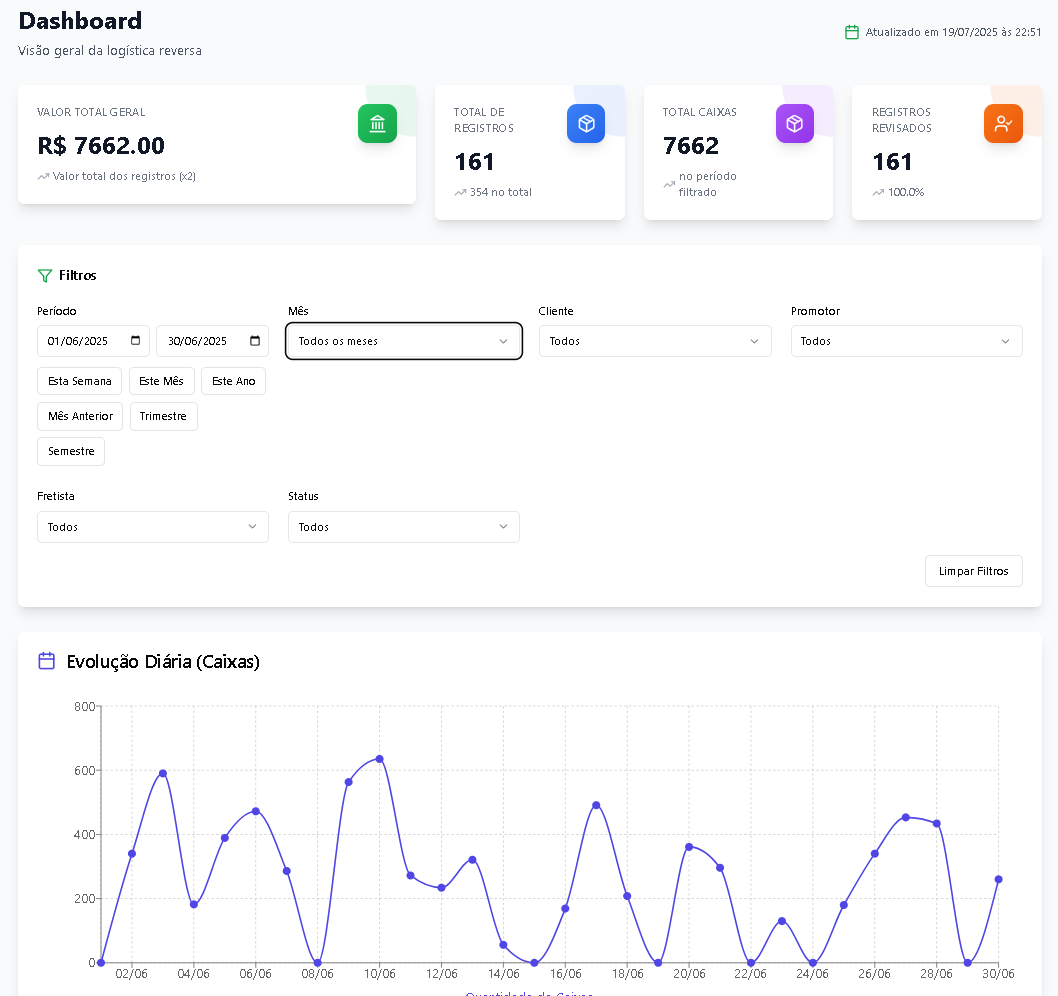 Dashboard
Visão geral da logística reversa
Atualizado em 19/07/2025 às 22:51
VALOR TOTAL GERAL
R$ 7662.00
Valor total dos registros (x2)
TOTAL DE
REGISTROS
161
354 no total
TOTAL CAIXAS
7662
no período
filtrado
REGISTROS
REVISADOS
161
100.0%
Filtros
Período
01/06/2025
30/06/2025
Mês
Todos os meses
Cliente
Todos
Promotor
Todos
Esta Semana
Este Mês
Este Ano
Mês Anterior
Trimestre
Semestre
Fretista
Todos
Status
Todos
Limpar Filtros
Evolução Diária (Caixas)
800
600
400
200
0
02/06 04/06 06/06 08/06 10/06 12/06 14/06 16/06 18/06 20/06 22/06 24/06 26/06 28/06 30/06
Quantidade de Caixas